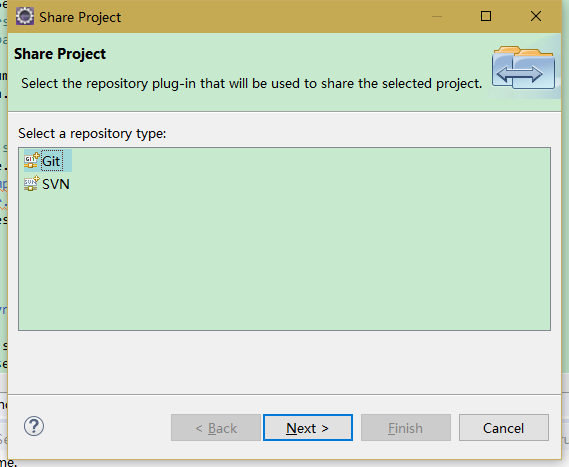 Share Project
Share Project
Select the repository plug-in that will be used to share the selected project.
Select a repository type:
Git
SVN
< Back
Next >
Finish
Cancel
me.